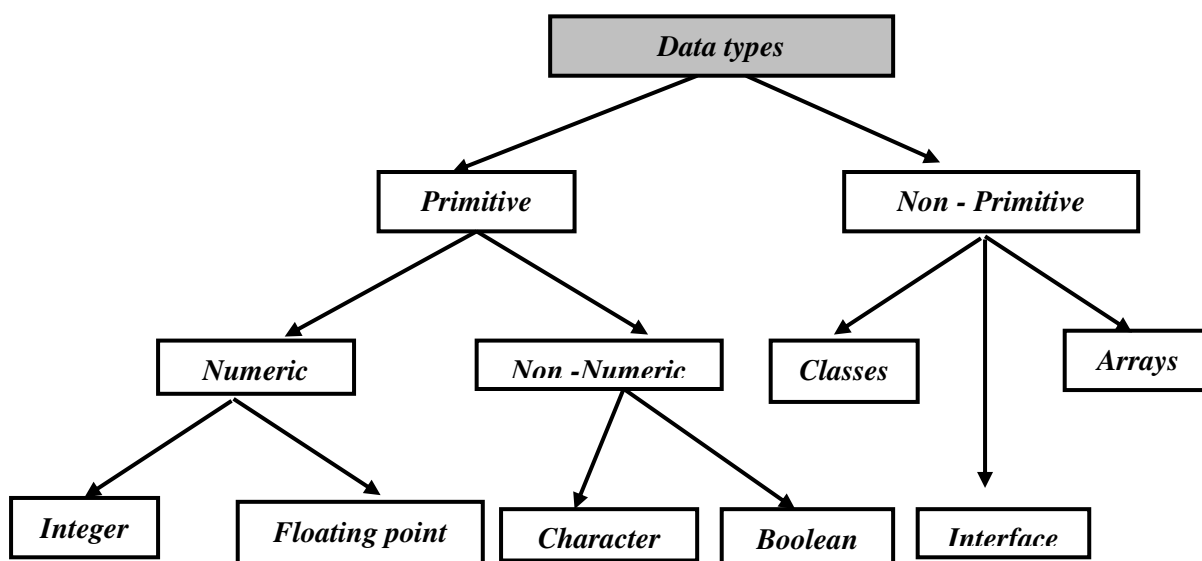 Data types
Primitive
Non - Primitive
Numeric
Non -Numeric
Classes
Arrays
Integer
Floating point
Character
Boolean
Interface